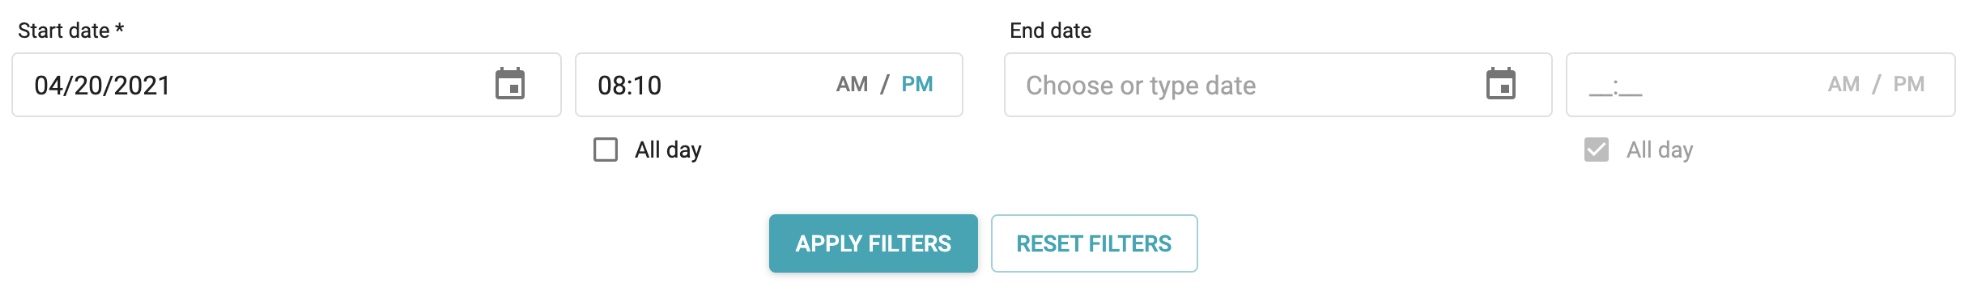 Start date * End date
04/20/2021 08:10 AM / PM Choose or type date __:__ AM / PM
All day All day
APPLY FILTERS RESET FILTERS